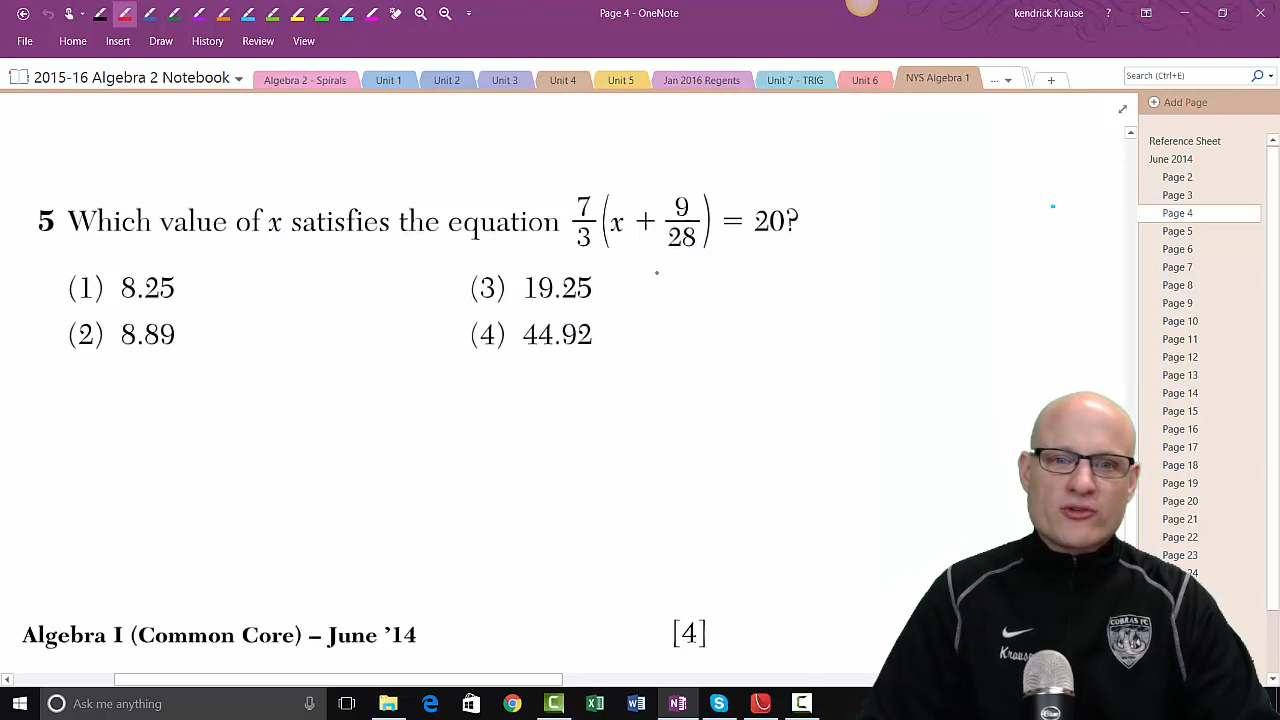 Page 4 - OneNote
kendrick Krause
?
File Home Insert Draw History Review View
2015-16 Algebra 2 Notebook
Algebra 2 - Spirals
Unit 1
Unit 2
Unit 3
Unit 4
Unit 5
Jan 2016 Regents
Unit 7 - TRIG
Unit 6
NYS Algebra 1
...
Search (Ctrl+E)
Add Page
Reference Sheet
June 2014
Page 2
Page 3
Page 4
Page 5
Page 6
Page 7
Page 8
Page 9
Page 10
Page 11
Page 12
Page 13
Page 14
Page 15
Page 16
Page 17
Page 18
Page 19
Page 20
Page 21
Page 22
Page 23
24
5 Which value of x satisfies the equation 7/3(x + 9/28) = 20?
(1) 8.25 (3) 19.25
(2) 8.89 (4) 44.92
Algebra I (Common Core) – June ’14 [4]
COBRAS FC
Krause
Ask me anything